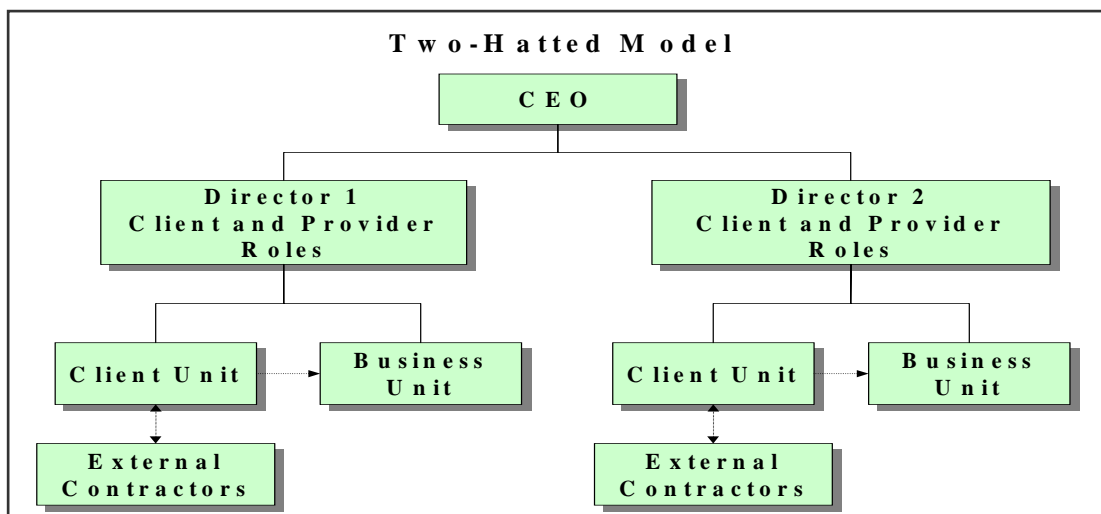 Two-Hatted Model
CEO
Director 1
Client and Provider
Roles
Director 2
Client and Provider
Roles
Client Unit
Business
Unit
Client Unit
Business
Unit
External
Contractors
External
Contractors